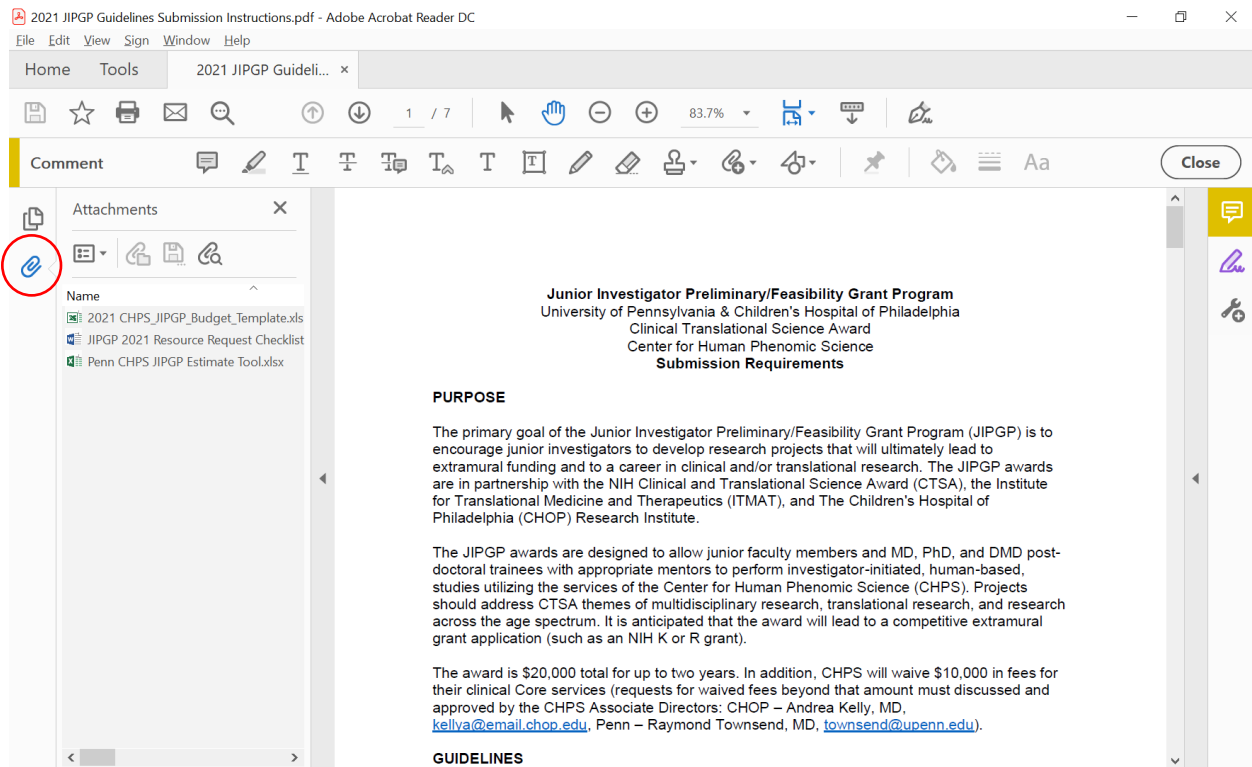 2021 JIPGP Guidelines Submission Instructions.pdf - Adobe Acrobat Reader DC
File Edit View Sign Window Help
Home Tools 2021 JIPGP Guideli... ×
1 / 7 83.7%
Comment T T T T T T Aa Close
Attachments
Name
2021 CHPS_JIPGP_Budget_Template.xls
JIPGP 2021 Resource Request Checklist
Penn CHPS JIPGP Estimate Tool.xlsx
Junior Investigator Preliminary/Feasibility Grant Program
University of Pennsylvania & Children's Hospital of Philadelphia
Clinical Translational Science Award
Center for Human Phenomic Science
Submission Requirements
PURPOSE
The primary goal of the Junior Investigator Preliminary/Feasibility Grant Program (JIPGP) is to
encourage junior investigators to develop research projects that will ultimately lead to
extramural funding and to a career in clinical and/or translational research. The JIPGP awards
are in partnership with the NIH Clinical and Translational Science Award (CTSA), the Institute
for Translational Medicine and Therapeutics (ITMAT), and The Children's Hospital of
Philadelphia (CHOP) Research Institute.
The JIPGP awards are designed to allow junior faculty members and MD, PhD, and DMD post-
doctoral trainees with appropriate mentors to perform investigator-initiated, human-based,
studies utilizing the services of the Center for Human Phenomic Science (CHPS). Projects
should address CTSA themes of multidisciplinary research, translational research, and research
across the age spectrum. It is anticipated that the award will lead to a competitive extramural
grant application (such as an NIH K or R grant).
The award is $20,000 total for up to two years. In addition, CHPS will waive $10,000 in fees for
their clinical Core services (requests for waived fees beyond that amount must discussed and
approved by the CHPS Associate Directors: CHOP – Andrea Kelly, MD,
kellya@email.chop.edu, Penn – Raymond Townsend, MD, townsend@upenn.edu).
GUIDELINES